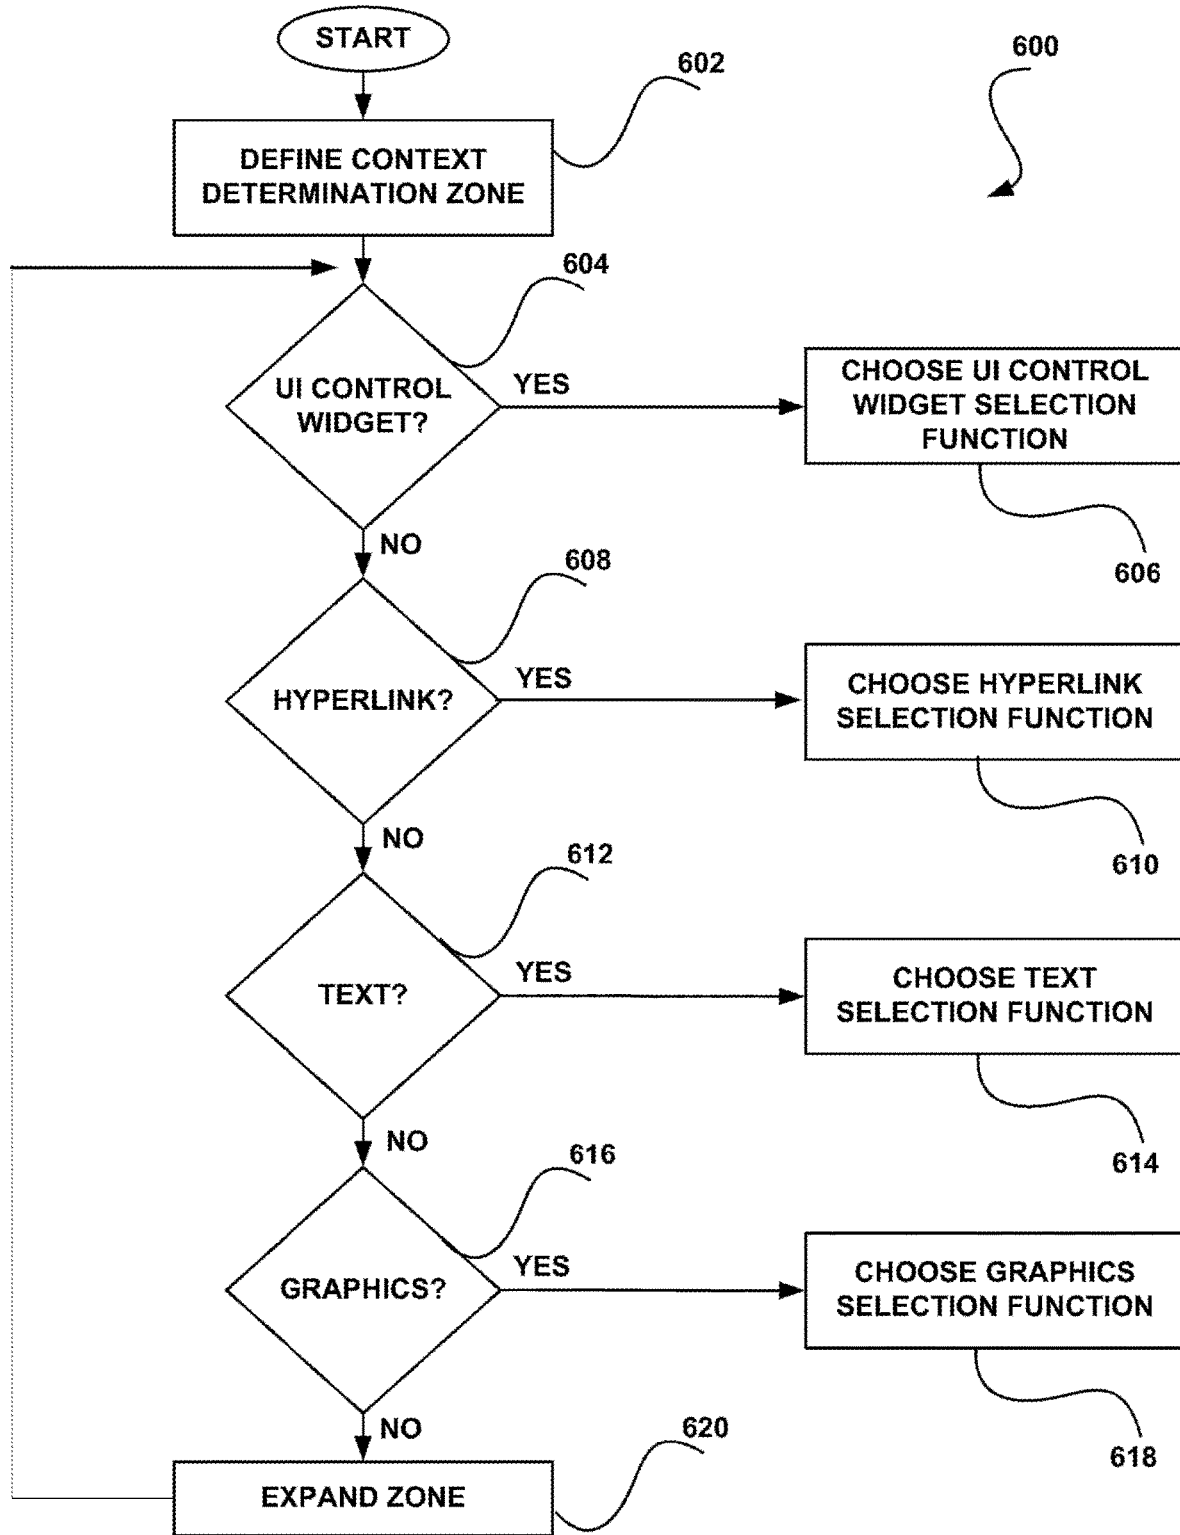 START
602
600
DEFINE CONTEXT
DETERMINATION ZONE
604
UI CONTROL
WIDGET?
YES
CHOOSE UI CONTROL
WIDGET SELECTION
FUNCTION
606
NO
608
HYPERLINK?
YES
CHOOSE HYPERLINK
SELECTION FUNCTION
610
NO
612
TEXT?
YES
CHOOSE TEXT
SELECTION FUNCTION
614
NO
616
GRAPHICS?
YES
CHOOSE GRAPHICS
SELECTION FUNCTION
618
NO
620
EXPAND ZONE